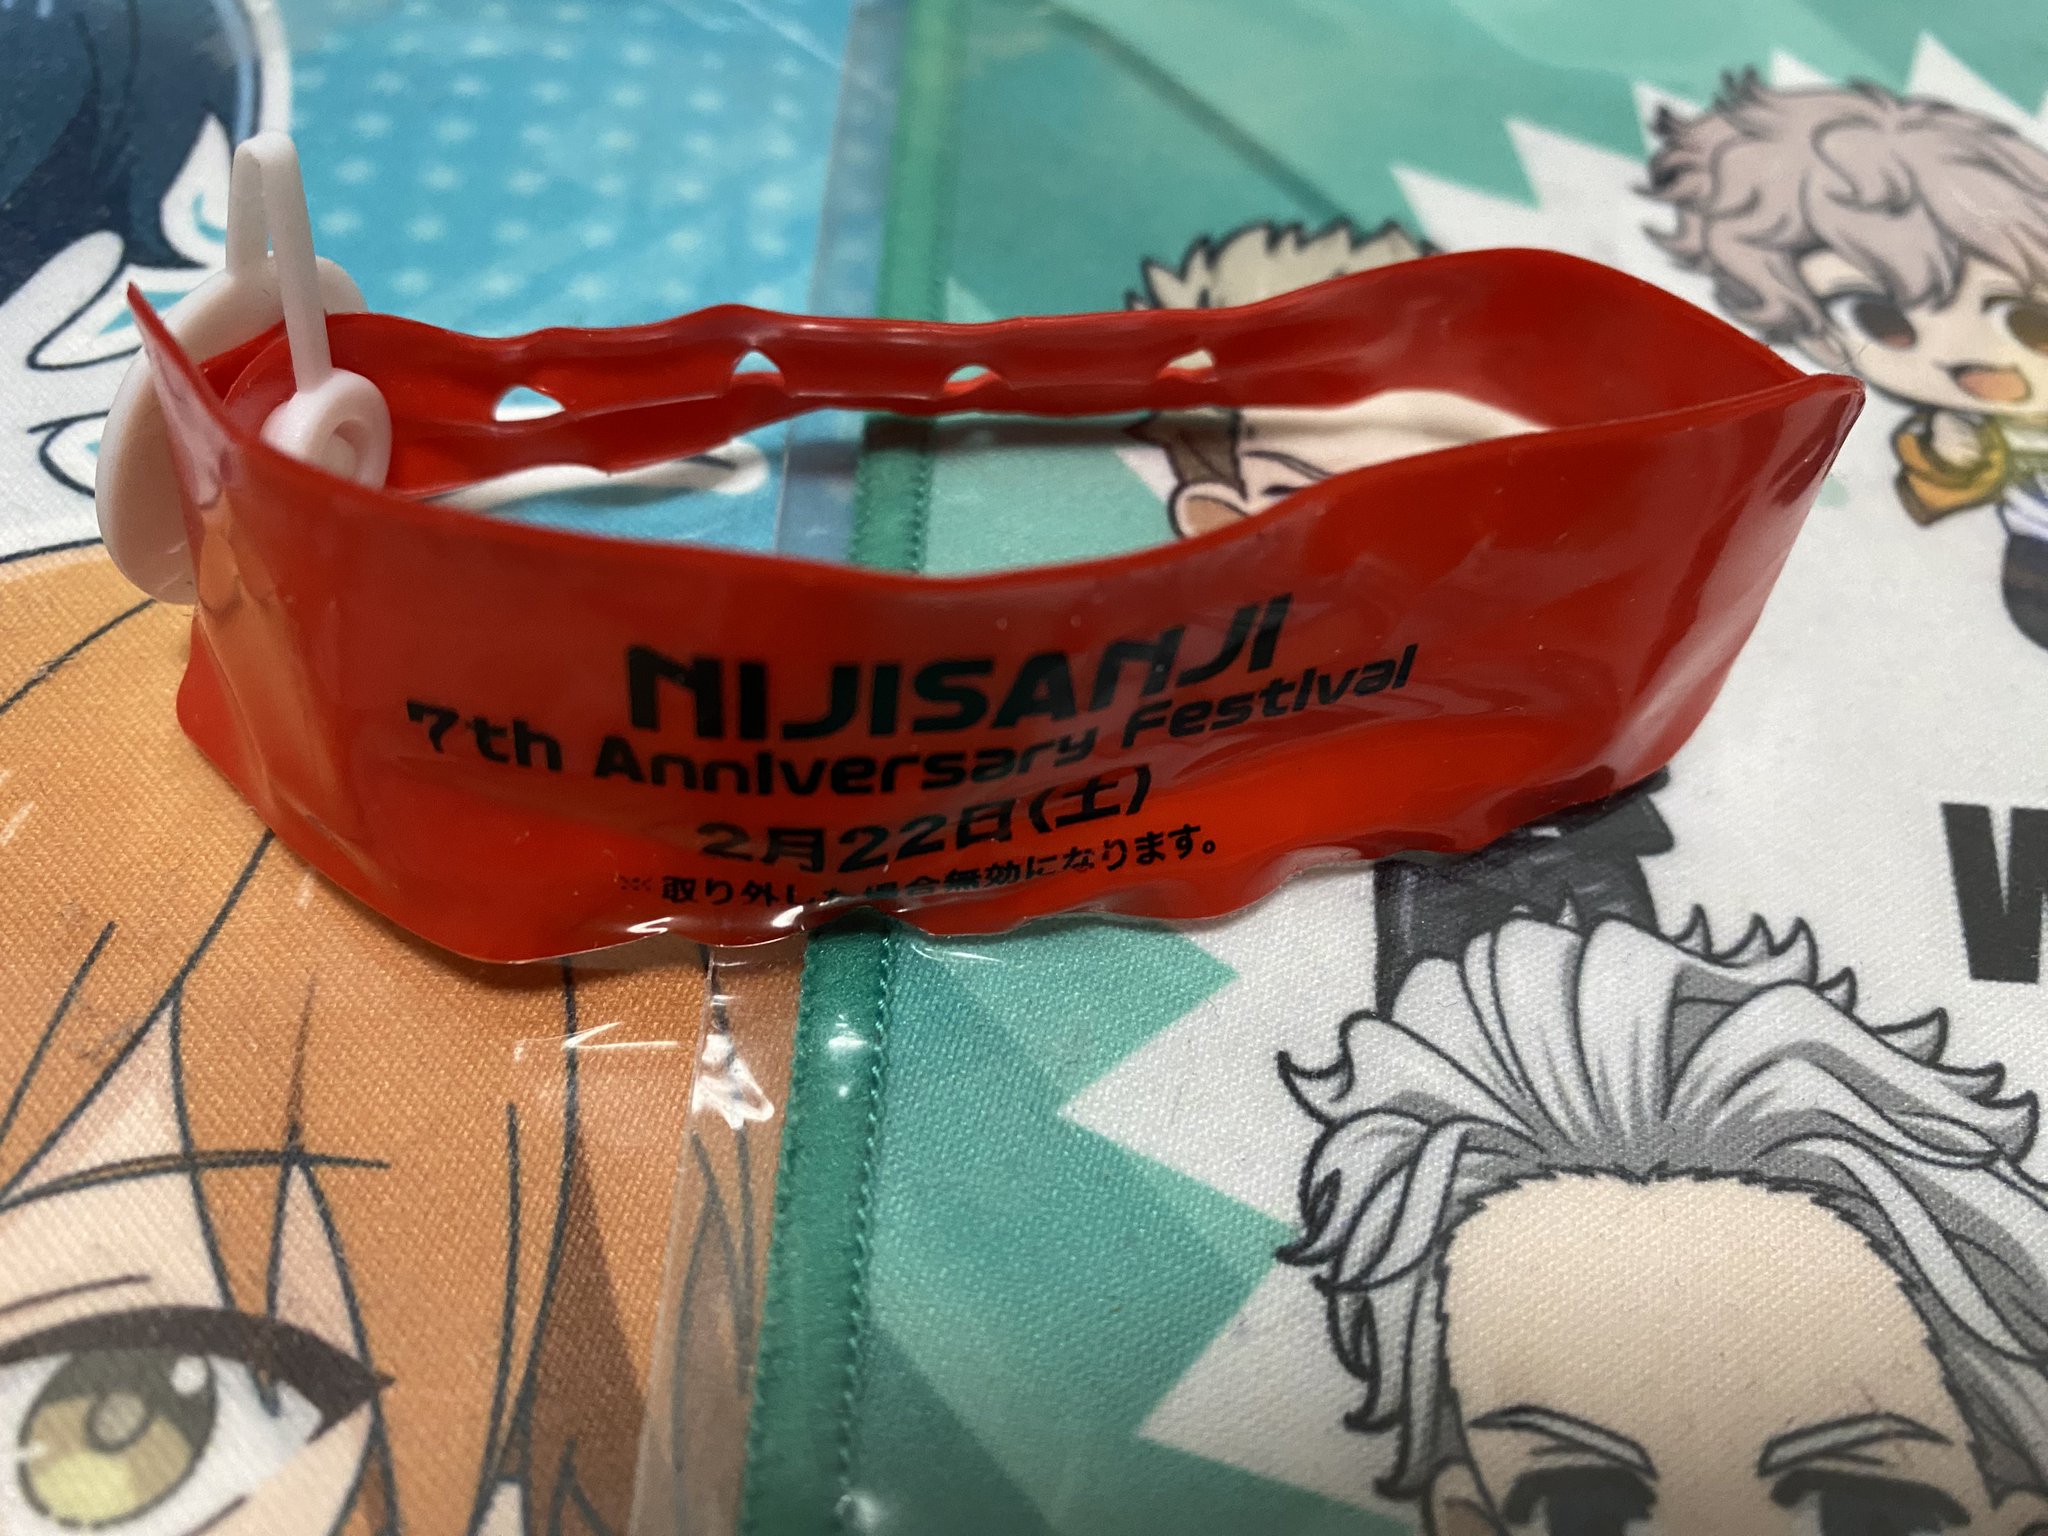 NIJISANJI
7th Anniversary Festival
2月22日(土)
※取り外した場合無効になります。
W